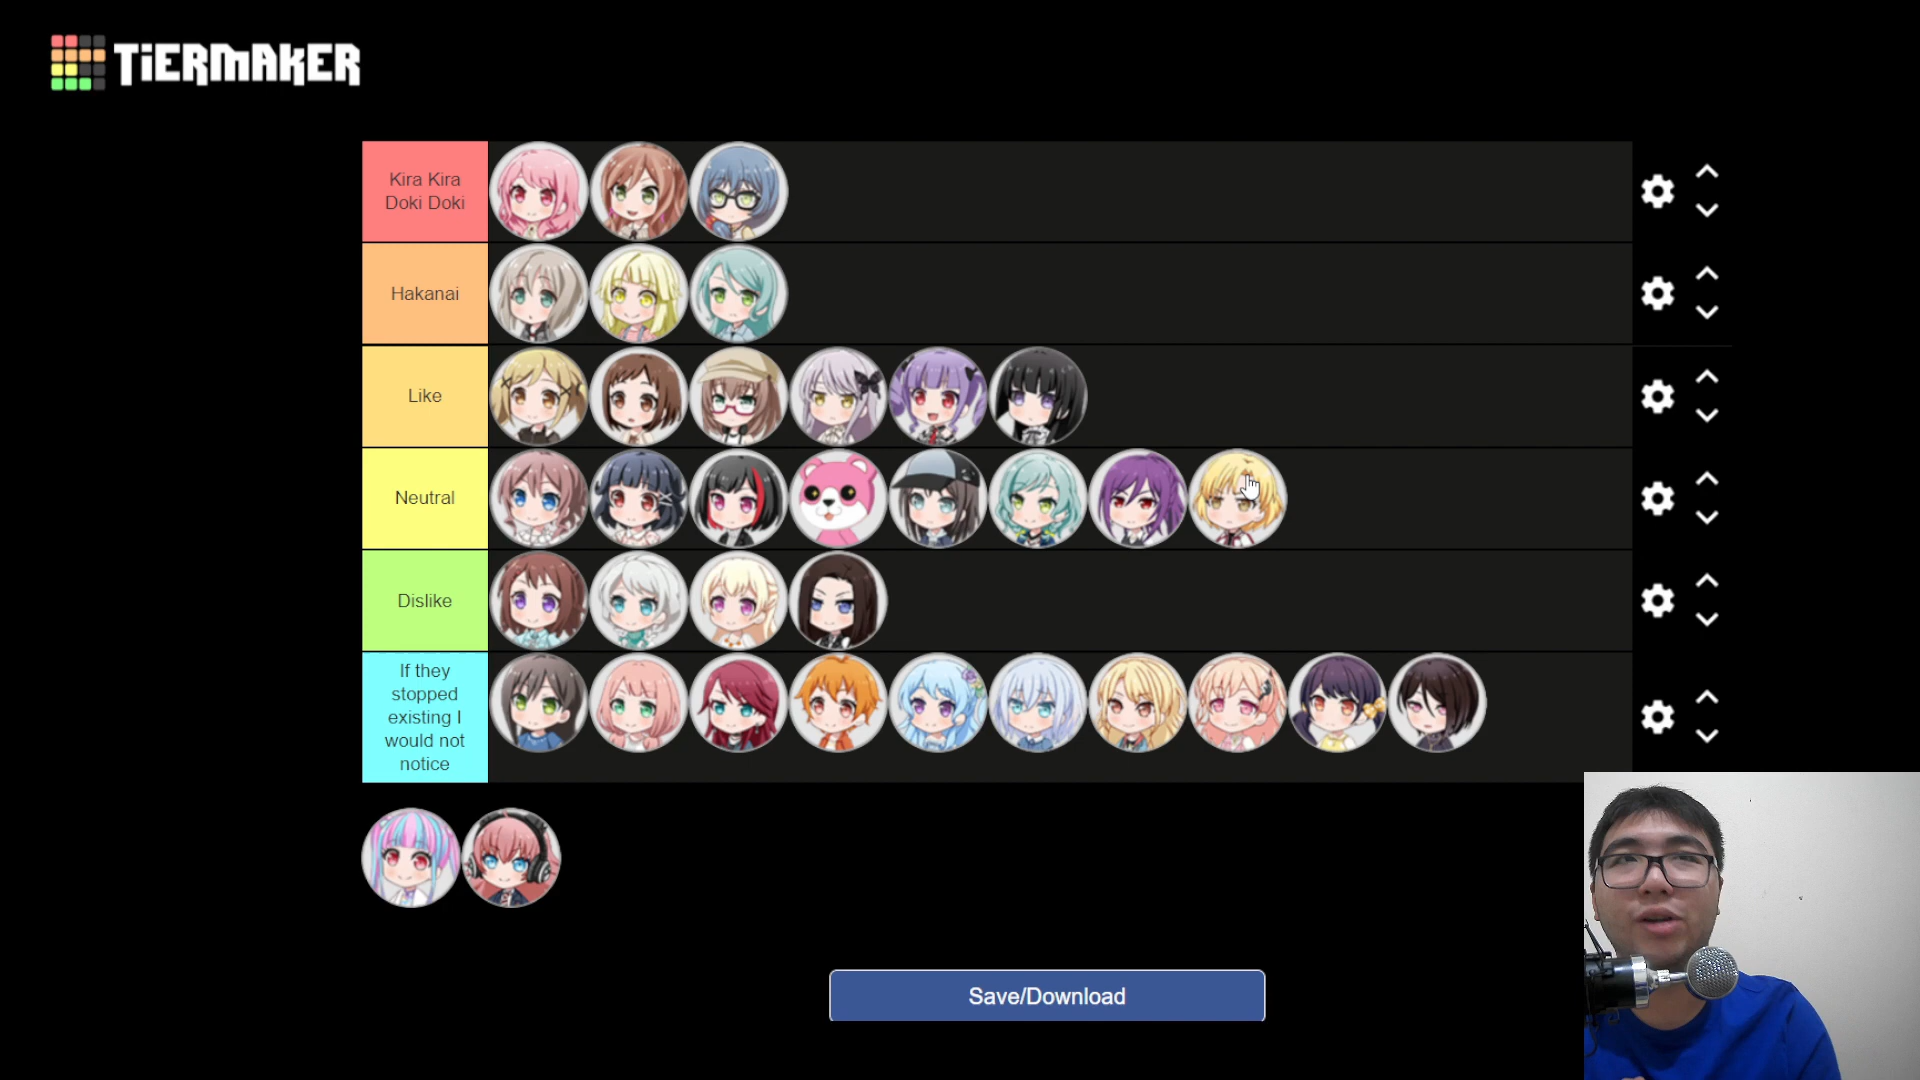 TiERMAKER
Kira Kira
Doki Doki
Hakanai
Like
Neutral
Dislike
If they
stopped
existing I
would not
notice
Save/Download